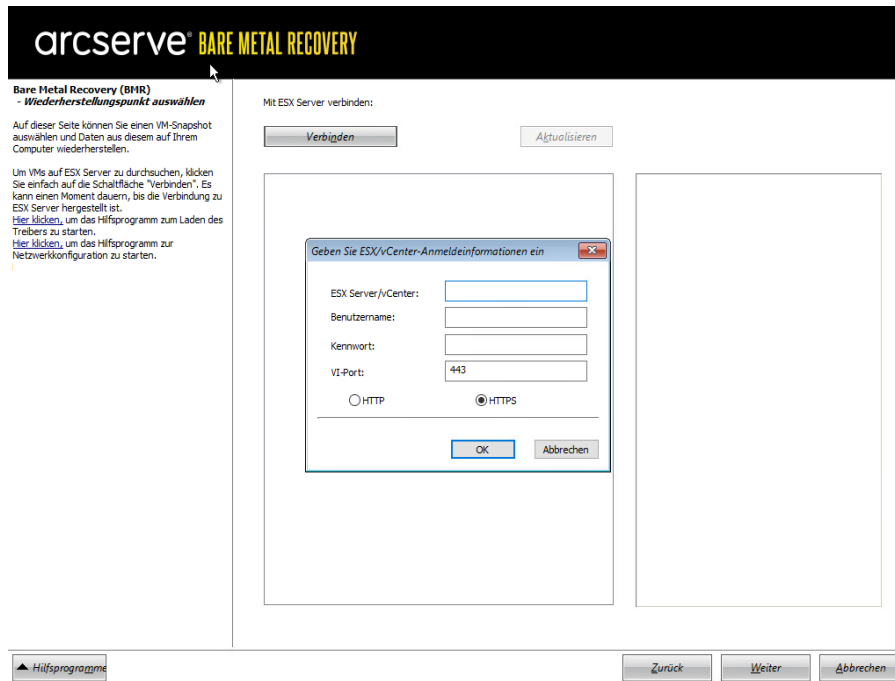 arcserve® BARE METAL RECOVERY
Bare Metal Recovery (BMR)
- Wiederherstellungspunkt auswählen
Auf dieser Seite können Sie einen VM-Snapshot
auswählen und Daten aus diesem auf Ihrem
Computer wiederherstellen.
Um VMs auf ESX Server zu durchsuchen, klicken
Sie einfach auf die Schaltfläche "Verbinden". Es
kann einen Moment dauern, bis die Verbindung zu
ESX Server hergestellt ist.
Hier klicken, um das Hilfsprogramm zum Laden des
Treibers zu starten.
Hier klicken, um das Hilfsprogramm zur
Netzwerkkonfiguration zu starten.
Mit ESX Server verbinden:
Verbinden
Aktualisieren
Geben Sie ESX/vCenter-Anmeldeinformationen ein
ESX Server/vCenter:
Benutzername:
Kennwort:
VI-Port: 443
HTTP HTTPS
OK Abbrechen
Hilfsprogramme
Zurück
Weiter
Abbrechen